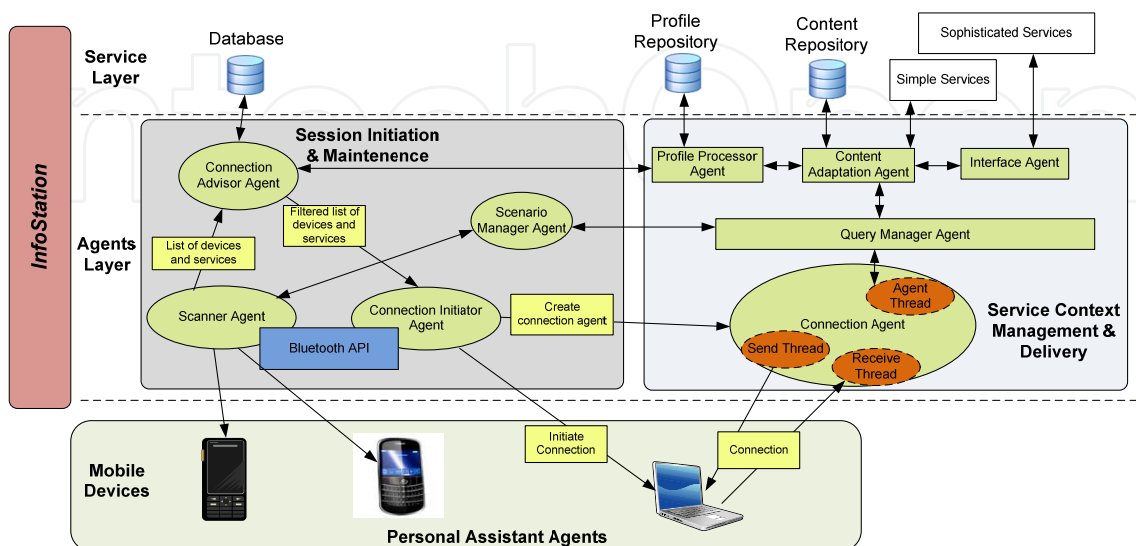 InfoStation
Service
Layer
Database
Profile
Repository
Content
Repository
Sophisticated Services
Simple Services
Agents
Layer
Session Initiation
& Maintenence
Connection
Advisor Agent
Filtered list of
devices and
services
List of devices
and services
Scenario
Manager Agent
Scanner Agent
Connection Initiator
Agent
Bluetooth API
Create
connection agent
Profile Processor
Agent
Content
Adaptation Agent
Interface Agent
Query Manager Agent
Agent
Thread
Connection Agent
Send Thread
Receive
Thread
Service Context
Management &
Delivery
Mobile
Devices
Initiate
Connection
Connection
Personal Assistant Agents